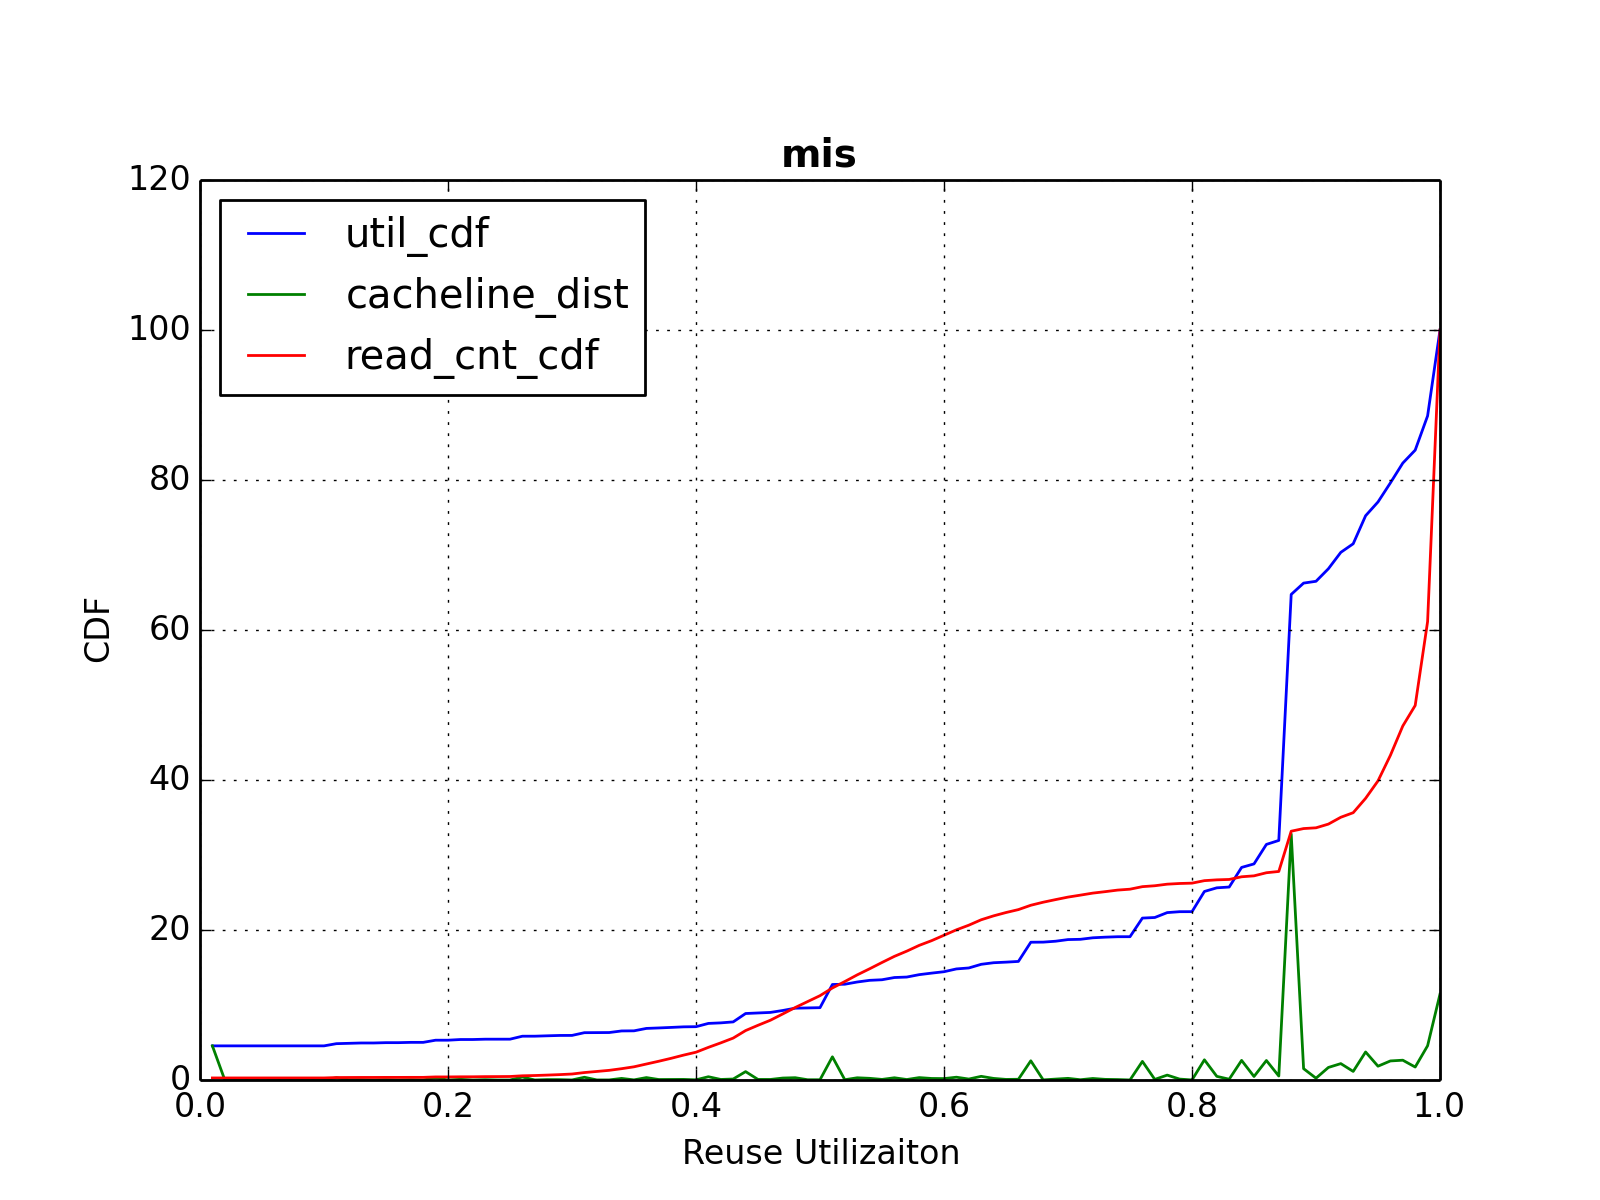 mis
120
100
80
60
40
20
0
CDF
util_cdf
cacheline_dist
read_cnt_cdf
0.0 0.2 0.4 0.6 0.8 1.0
Reuse Utilizaiton